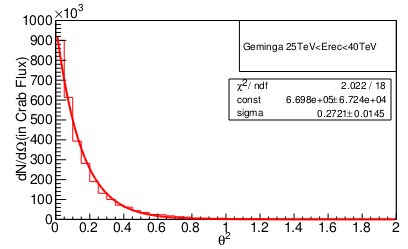 ×10³
1000
900
800
700
600
500
400
300
200
100
0
dN/dΩ(in Crab Flux)
Geminga 25TeV<Erec<40TeV
χ²/ ndf 2.022 / 18
const 6.698e+05±6.724e+04
sigma 0.2721±0.0145
0 0.2 0.4 0.6 0.8 1 1.2 1.4 1.6 1.8 2
θ²